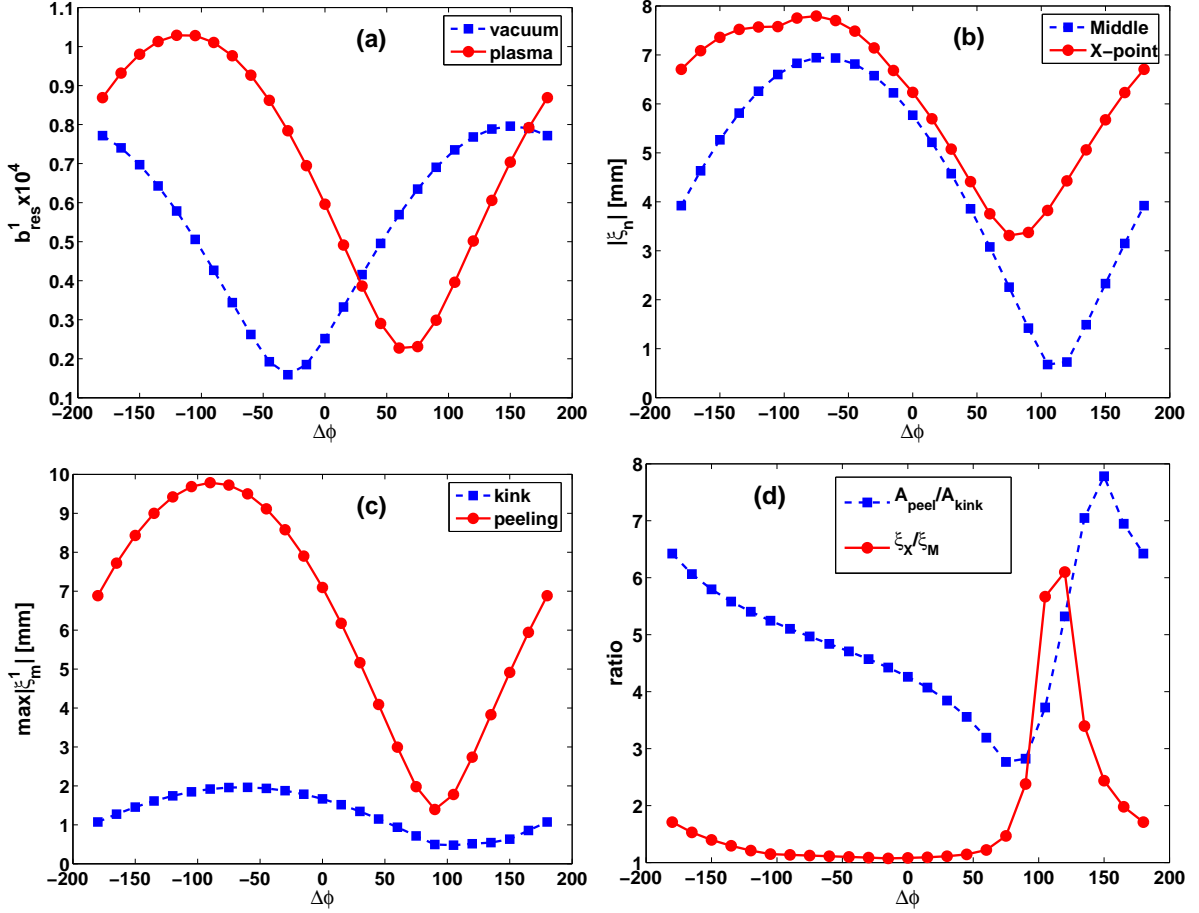 (a)
vacuum
plasma
1.1
1
0.9
0.8
0.7
0.6
0.5
0.4
0.3
0.2
0.1
b¹res x10⁴
−200 −150 −100 −50 0 50 100 150 200
Δϕ
(b)
Middle
X−point
8
7
6
5
4
3
2
1
0
|ξn| [mm]
−200 −150 −100 −50 0 50 100 150 200
Δϕ
(c)
kink
peeling
10
9
8
7
6
5
4
3
2
1
0
max|ξ¹m| [mm]
−200 −150 −100 −50 0 50 100 150 200
Δϕ
(d)
Apeel/Akink
ξX/ξM
8
7
6
5
4
3
2
1
ratio
−200 −150 −100 −50 0 50 100 150 200
Δϕ